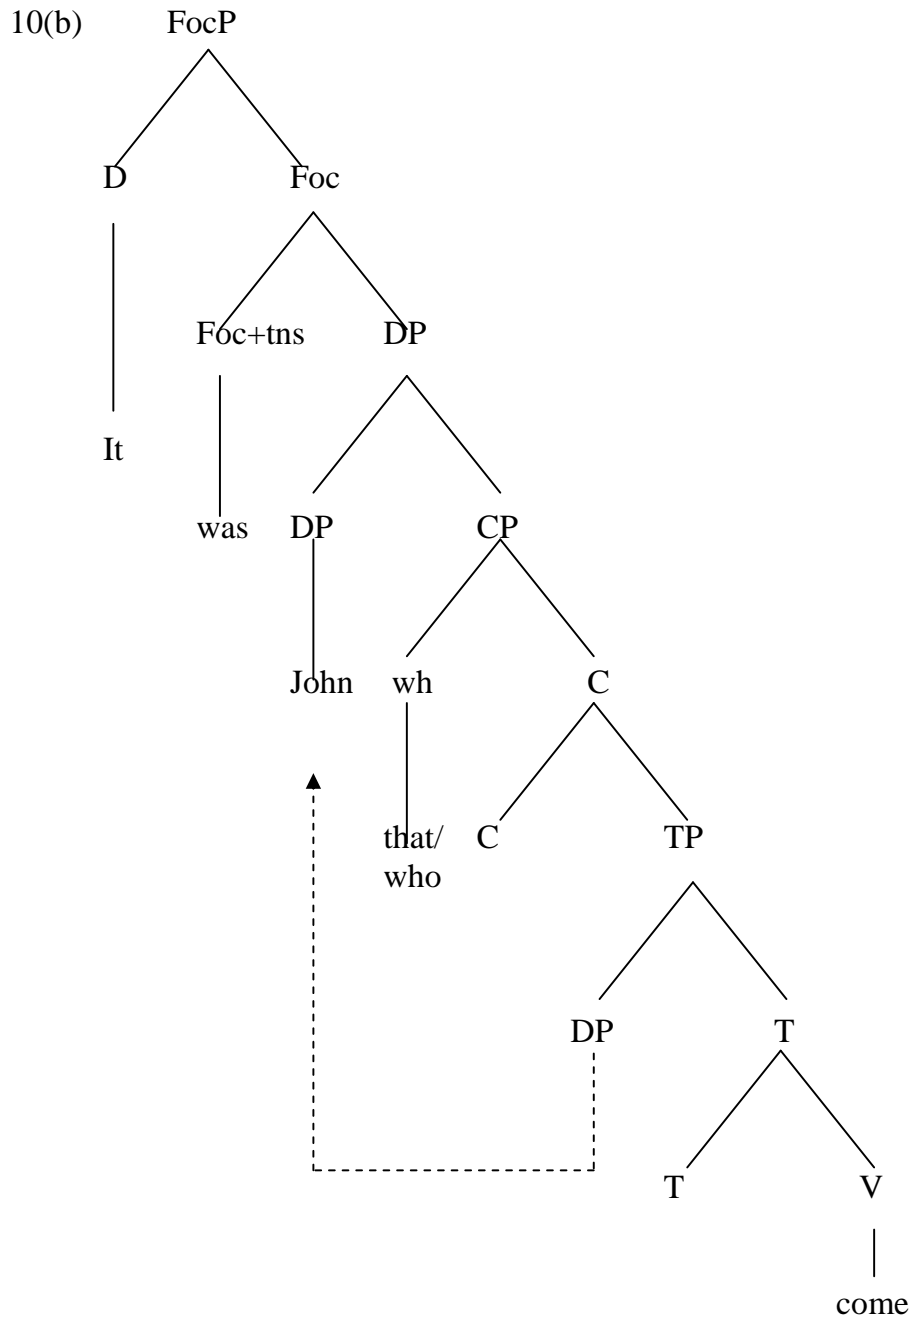 10(b) FocP
D Foc
Foc+tns DP
It
was DP CP
John wh C
that/ C TP
who
DP T
T V
come